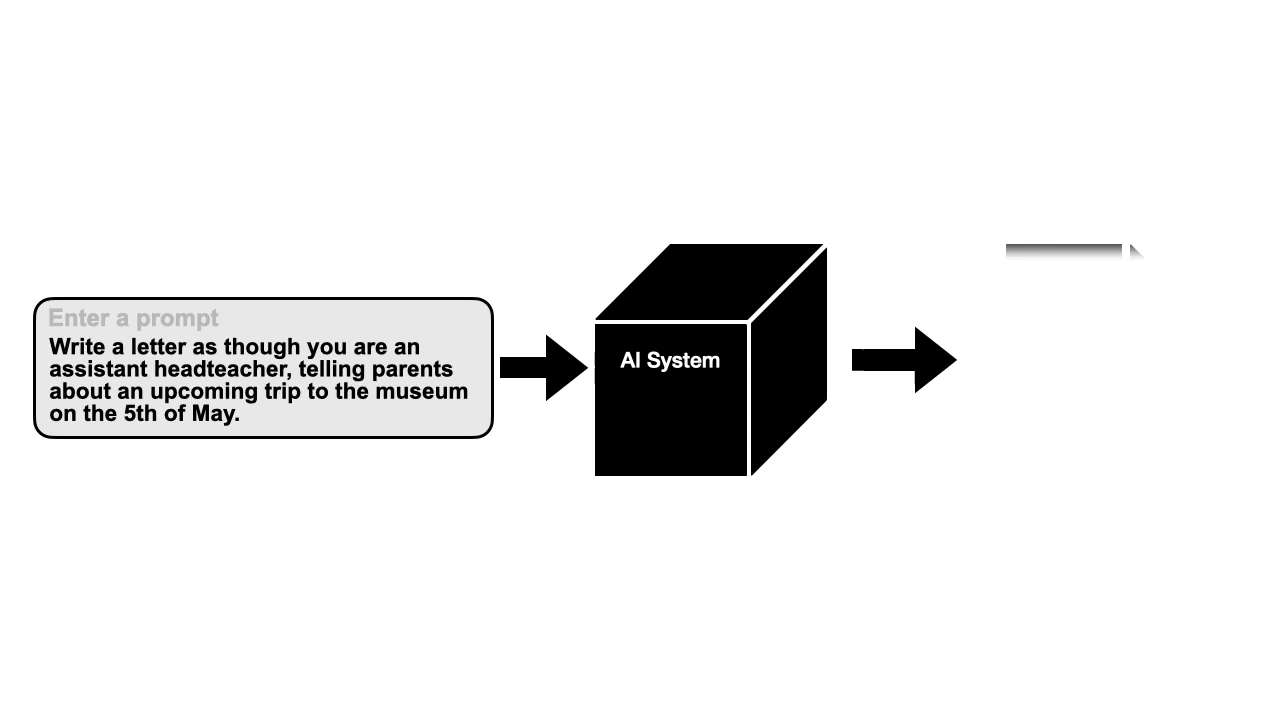 Enter a prompt
Write a letter as though you are an
assistant headteacher, telling parents
about an upcoming trip to the museum
on the 5th of May.
AI System